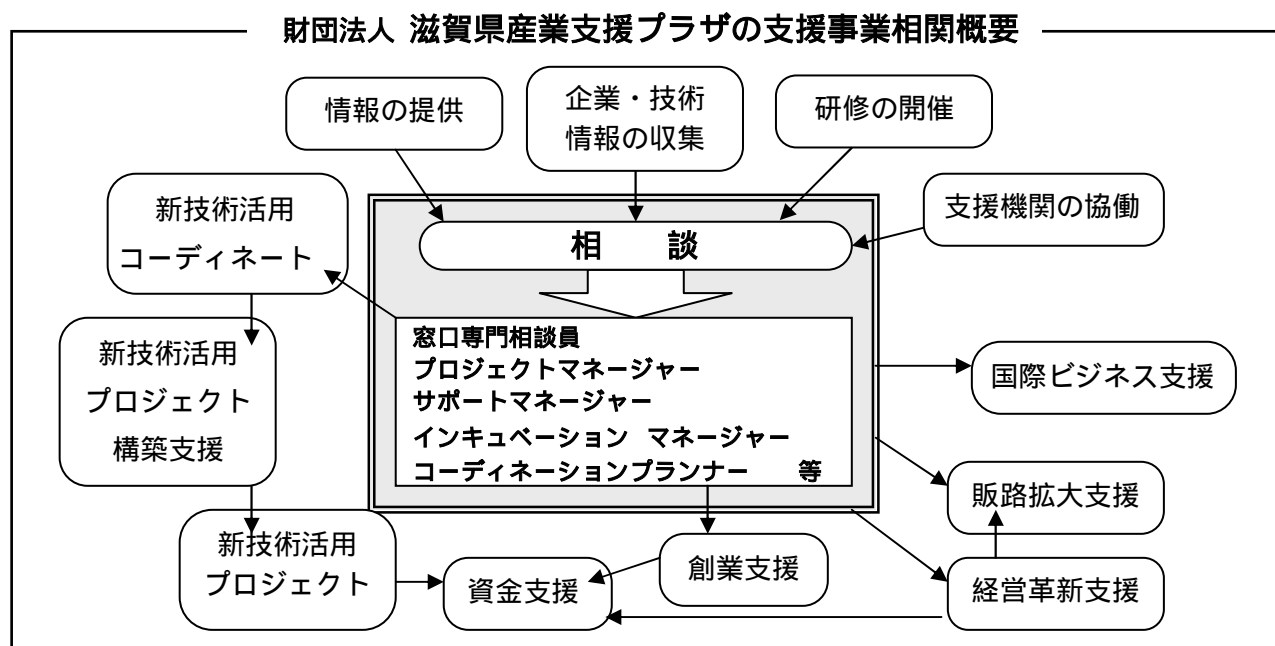 財団法人 滋賀県産業支援プラザの支援事業相関概要
情報の提供
企業・技術
情報の収集
研修の開催
新技術活用
コーディネート
支援機関の協働
相 談
窓口専門相談員
プロジェクトマネージャー
サポートマネージャー
インキュベーション マネージャー
コーディネーションプランナー 等
新技術活用
プロジェクト
構築支援
国際ビジネス支援
販路拡大支援
新技術活用
プロジェクト
資金支援
創業支援
経営革新支援